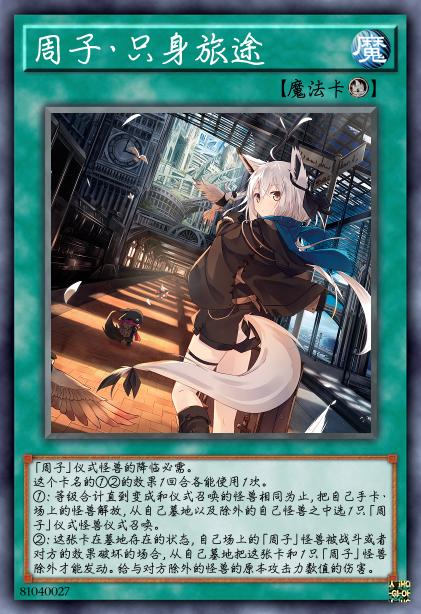 周子·只身旅途
魔
【魔法卡】
「周子」仪式怪兽的降临必需。
这个卡名的①②的效果1回合各能使用1次。
①:等级合计直到变成和仪式召唤的怪兽相同为止,把自己手卡·
场上的怪兽解放,从自己墓地以及除外的自己怪兽之中选1只「周
子」仪式怪兽仪式召唤。
②:这张卡在墓地存在的状态,自己场上的「周子」怪兽被战斗或者
对方的效果破坏的场合,从自己墓地把这张卡和1只「周子」怪兽
除外才能发动。给与对方除外的怪兽的原本攻击力数值的伤害。
81040027